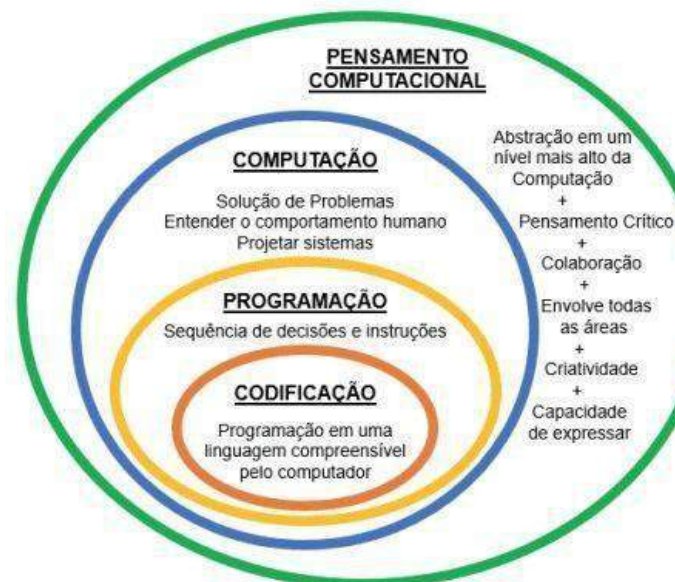 PENSAMENTO
COMPUTACIONAL
COMPUTAÇÃO
Solução de Problemas
Entender o comportamento humano
Projetar sistemas
PROGRAMAÇÃO
Sequência de decisões e instruções
CODIFICAÇÃO
Programação em uma
linguagem compreensível
pelo computador
Abstração em um
nível mais alto da
Computação
+
Pensamento Crítico
+
Colaboração
+
Envolve todas
as áreas
+
Criatividade
+
Capacidade
de expressar